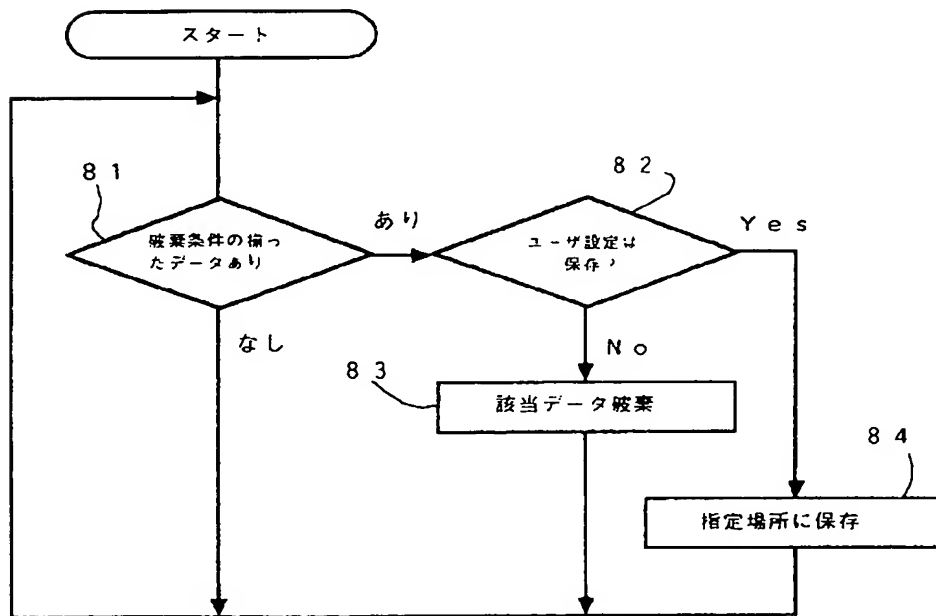 スタート
81
破棄条件の揃っ
たデータあり
あり
82
ユーザ設定は
保存?
Yes
なし
No
83
該当データ破棄
84
指定場所に保存